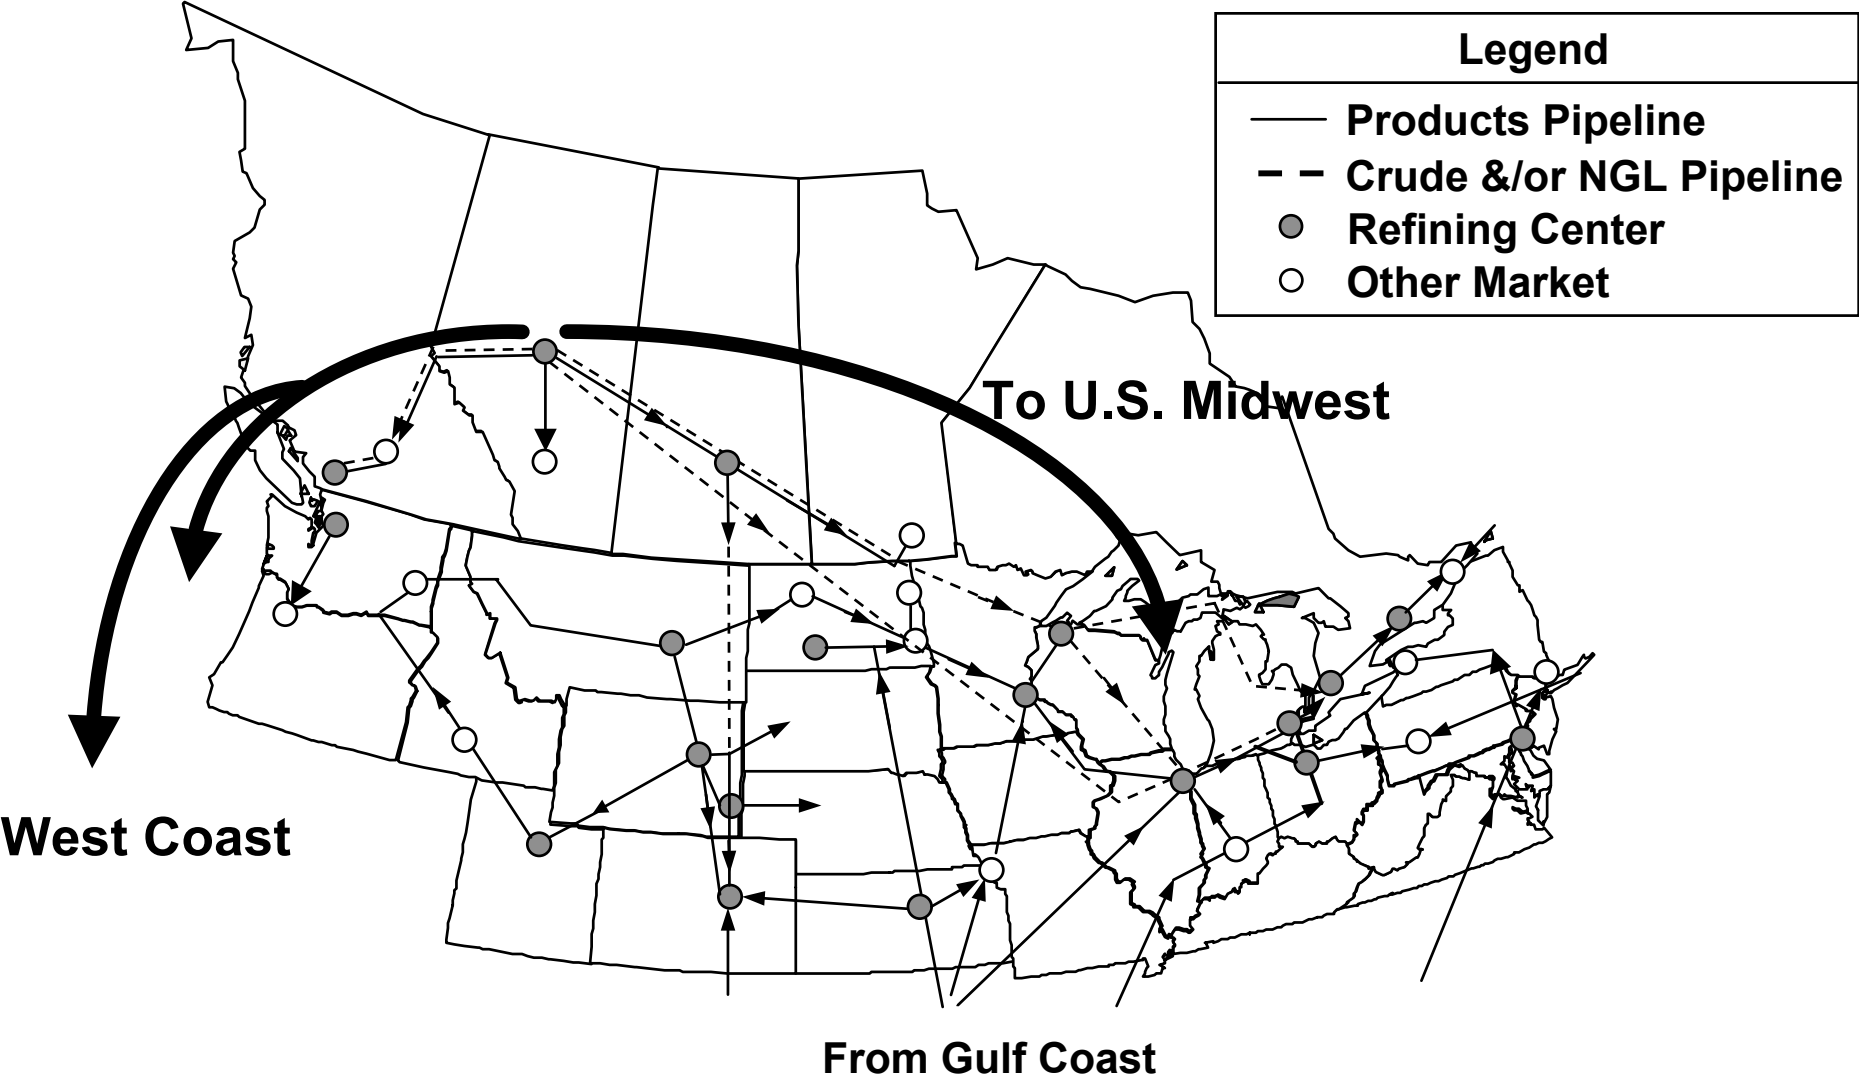 Legend
Products Pipeline
Crude &/or NGL Pipeline
Refining Center
Other Market
To U.S. Midwest
West Coast
From Gulf Coast